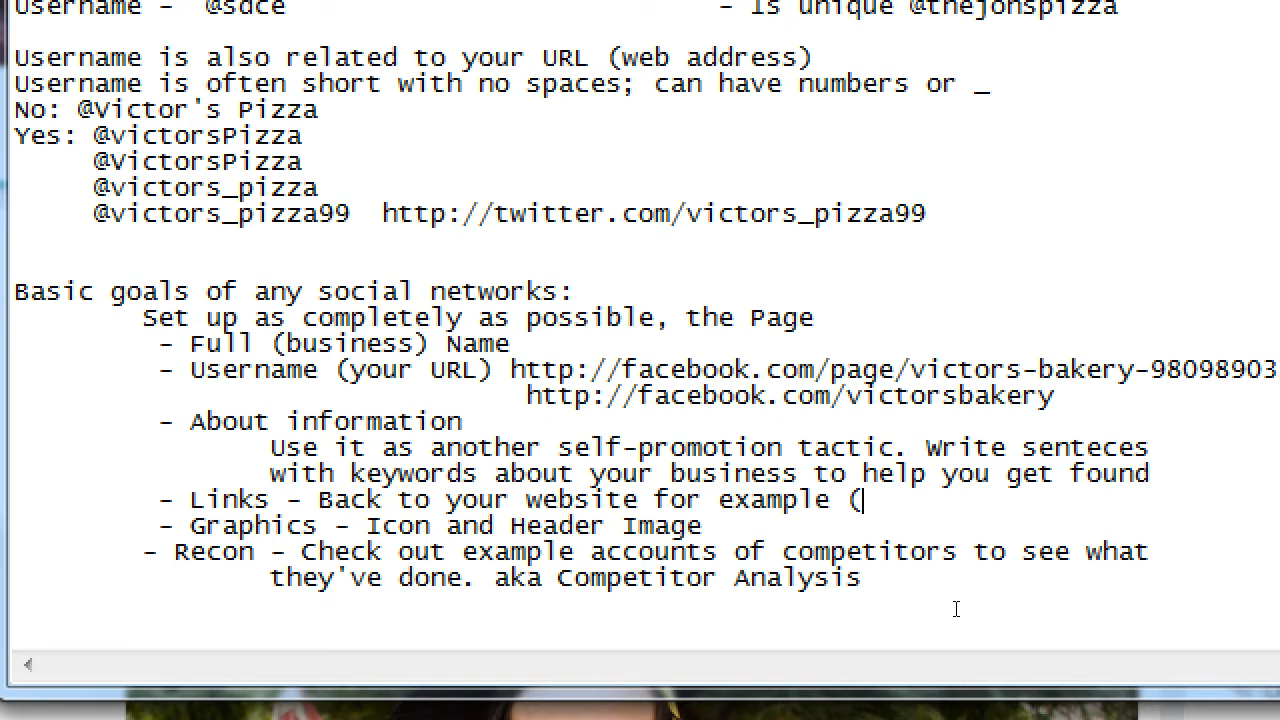 Username -  @sdce                           - Is unique @thejonspizza
Username is also related to your URL (web address)
Username is often short with no spaces; can have numbers or _
No: @Victor's Pizza
Yes: @victorsPizza
@VictorsPizza
@victors_pizza
@victors_pizza99  http://twitter.com/victors_pizza99
Basic goals of any social networks:
Set up as completely as possible, the Page
- Full (business) Name
- Username (your URL) http://facebook.com/page/victors-bakery-98098903
http://facebook.com/victorsbakery
- About information
Use it as another self-promotion tactic. Write senteces
with keywords about your business to help you get found
- Links - Back to your website for example (
- Graphics - Icon and Header Image
- Recon - Check out example accounts of competitors to see what
they've done. aka Competitor Analysis